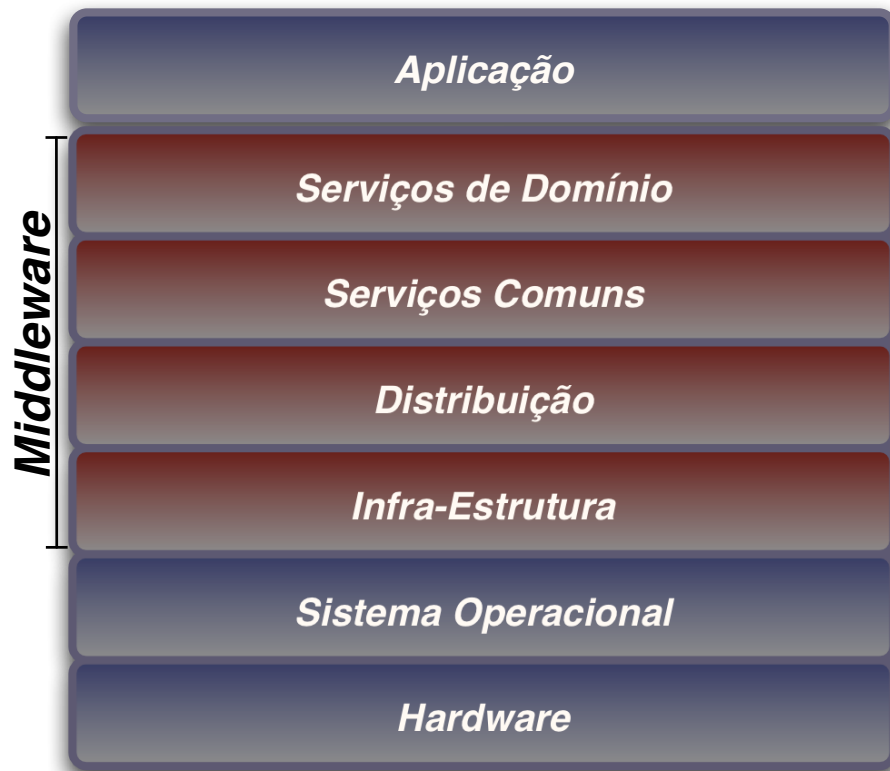 Aplicação
Serviços de Domínio
Serviços Comuns
Distribuição
Infra-Estrutura
Sistema Operacional
Hardware
Middleware